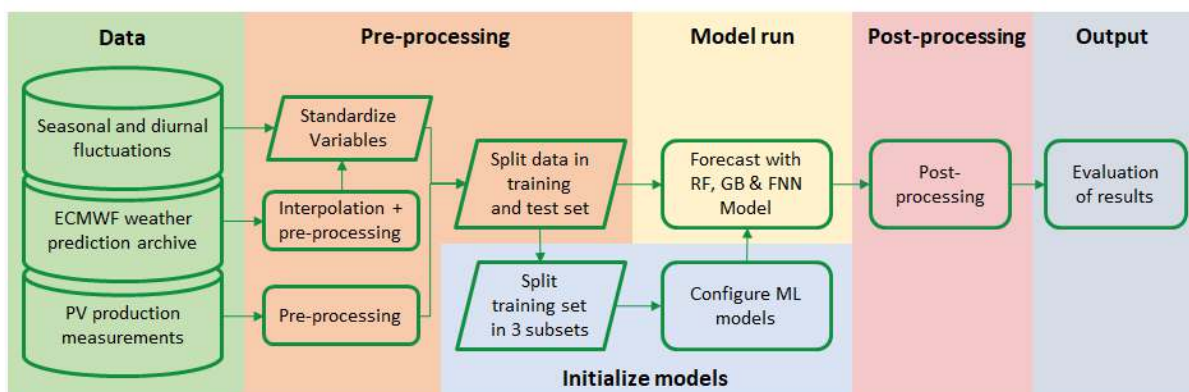 Data
Pre-processing
Model run
Post-processing
Output
Seasonal and diurnal
fluctuations
Standardize
Variables
Split data in
training
and test set
Forecast with
RF, GB & FNN
Model
Post-
processing
Evaluation
of results
ECMWF weather
prediction archive
Interpolation +
pre-processing
PV production
measurements
Pre-processing
Split
training set
in 3 subsets
Configure ML
models
Initialize models